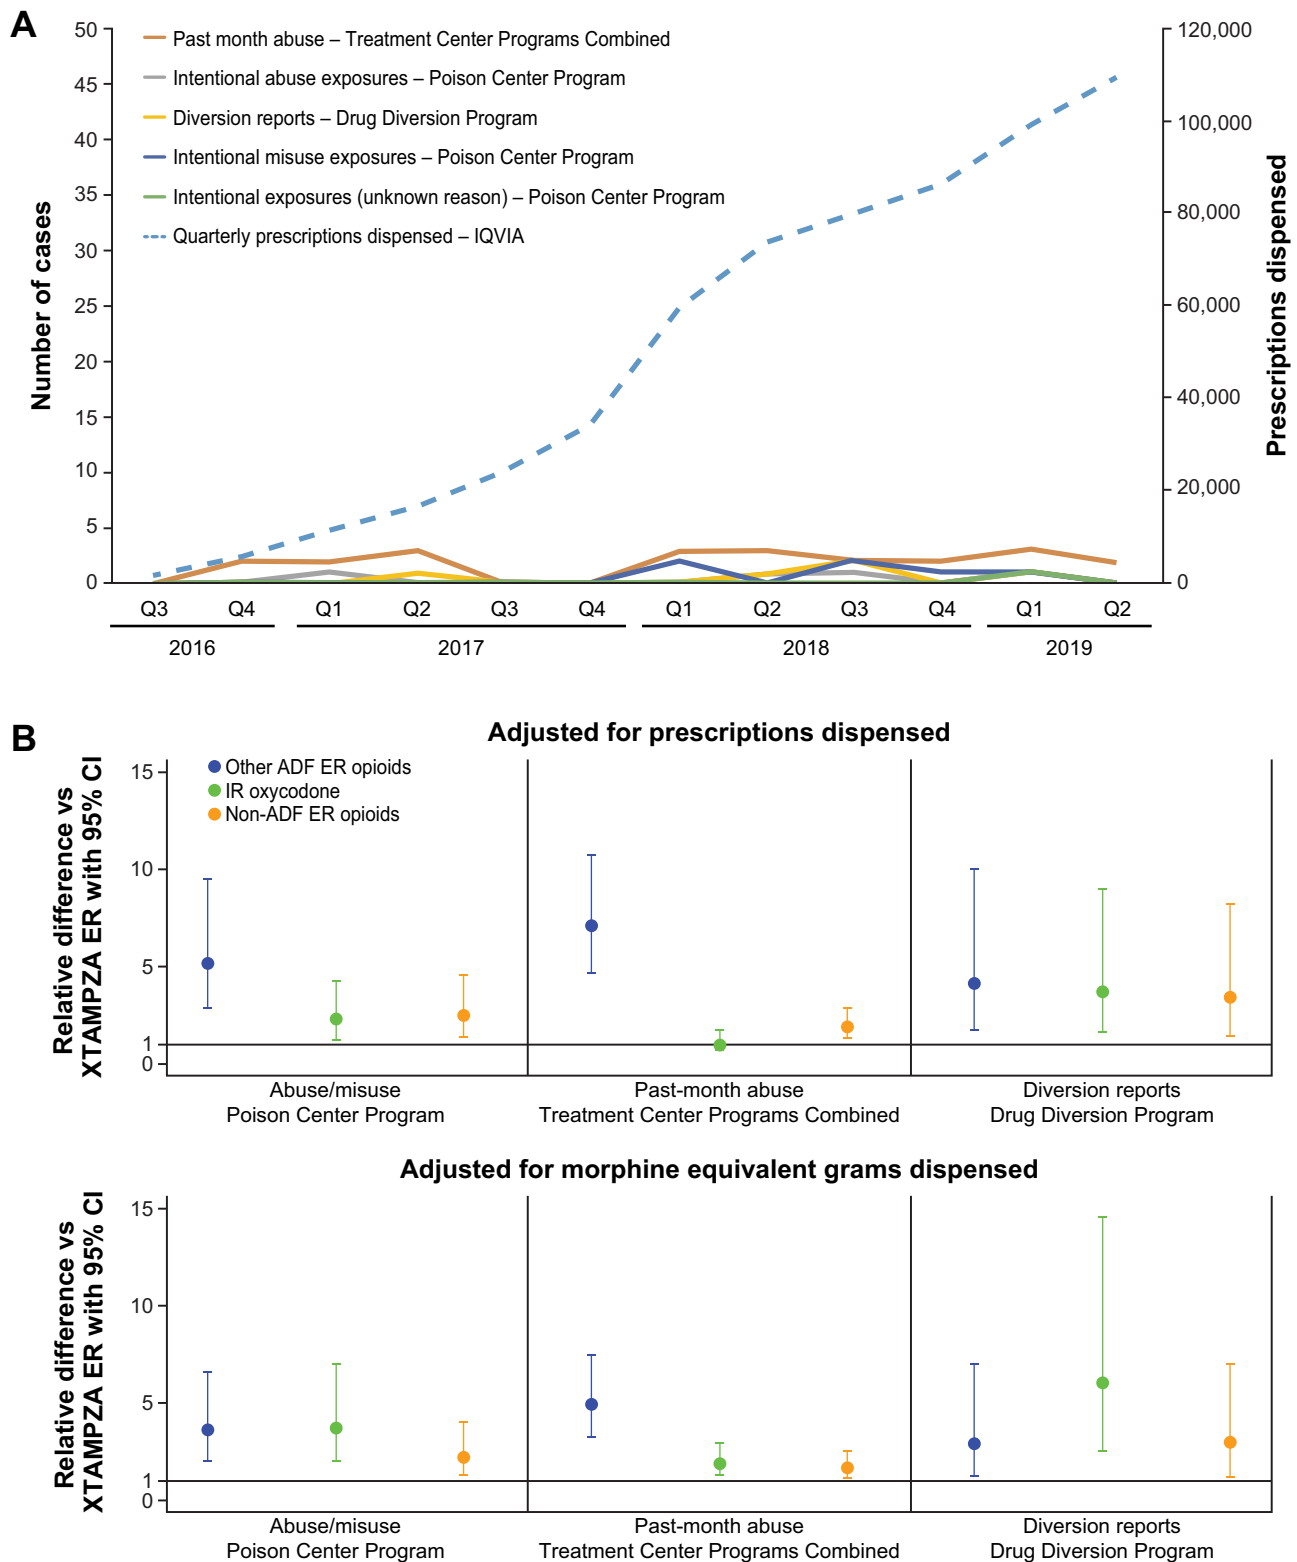 A
50
45
40
35
30
25
20
15
10
5
0
Number of cases
Past month abuse – Treatment Center Programs Combined
Intentional abuse exposures – Poison Center Program
Diversion reports – Drug Diversion Program
Intentional misuse exposures – Poison Center Program
Intentional exposures (unknown reason) – Poison Center Program
Quarterly prescriptions dispensed – IQVIA
120,000
100,000
80,000
60,000
40,000
20,000
0
Prescriptions dispensed
Q3 Q4 Q1 Q2 Q3 Q4 Q1 Q2 Q3 Q4 Q1 Q2
2016 2017 2018 2019
B
Adjusted for prescriptions dispensed
Relative difference vs
XTAMPZA ER with 95% CI
15
10
5
1
0
Other ADF ER opioids
IR oxycodone
Non-ADF ER opioids
Abuse/misuse
Poison Center Program
Past-month abuse
Treatment Center Programs Combined
Diversion reports
Drug Diversion Program
Adjusted for morphine equivalent grams dispensed
Relative difference vs
XTAMPZA ER with 95% CI
15
10
5
1
0
Abuse/misuse
Poison Center Program
Past-month abuse
Treatment Center Programs Combined
Diversion reports
Drug Diversion Program